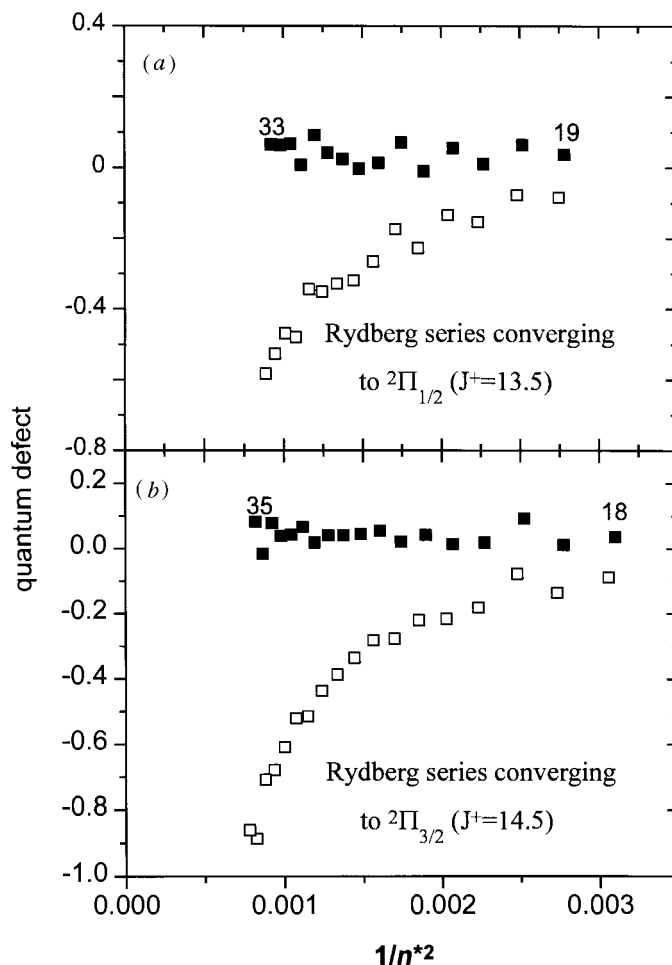 0.4
(a)
33
19
0
-0.4
Rydberg series converging
to ²Π1/2 (J⁺=13.5)
-0.8
(b)
0.2
35
18
0.0
-0.2
-0.4
-0.6
Rydberg series converging
-0.8
to ²Π3/2 (J⁺=14.5)
-1.0
0.000
0.001
0.002
0.003
quantum defect
1/n*²